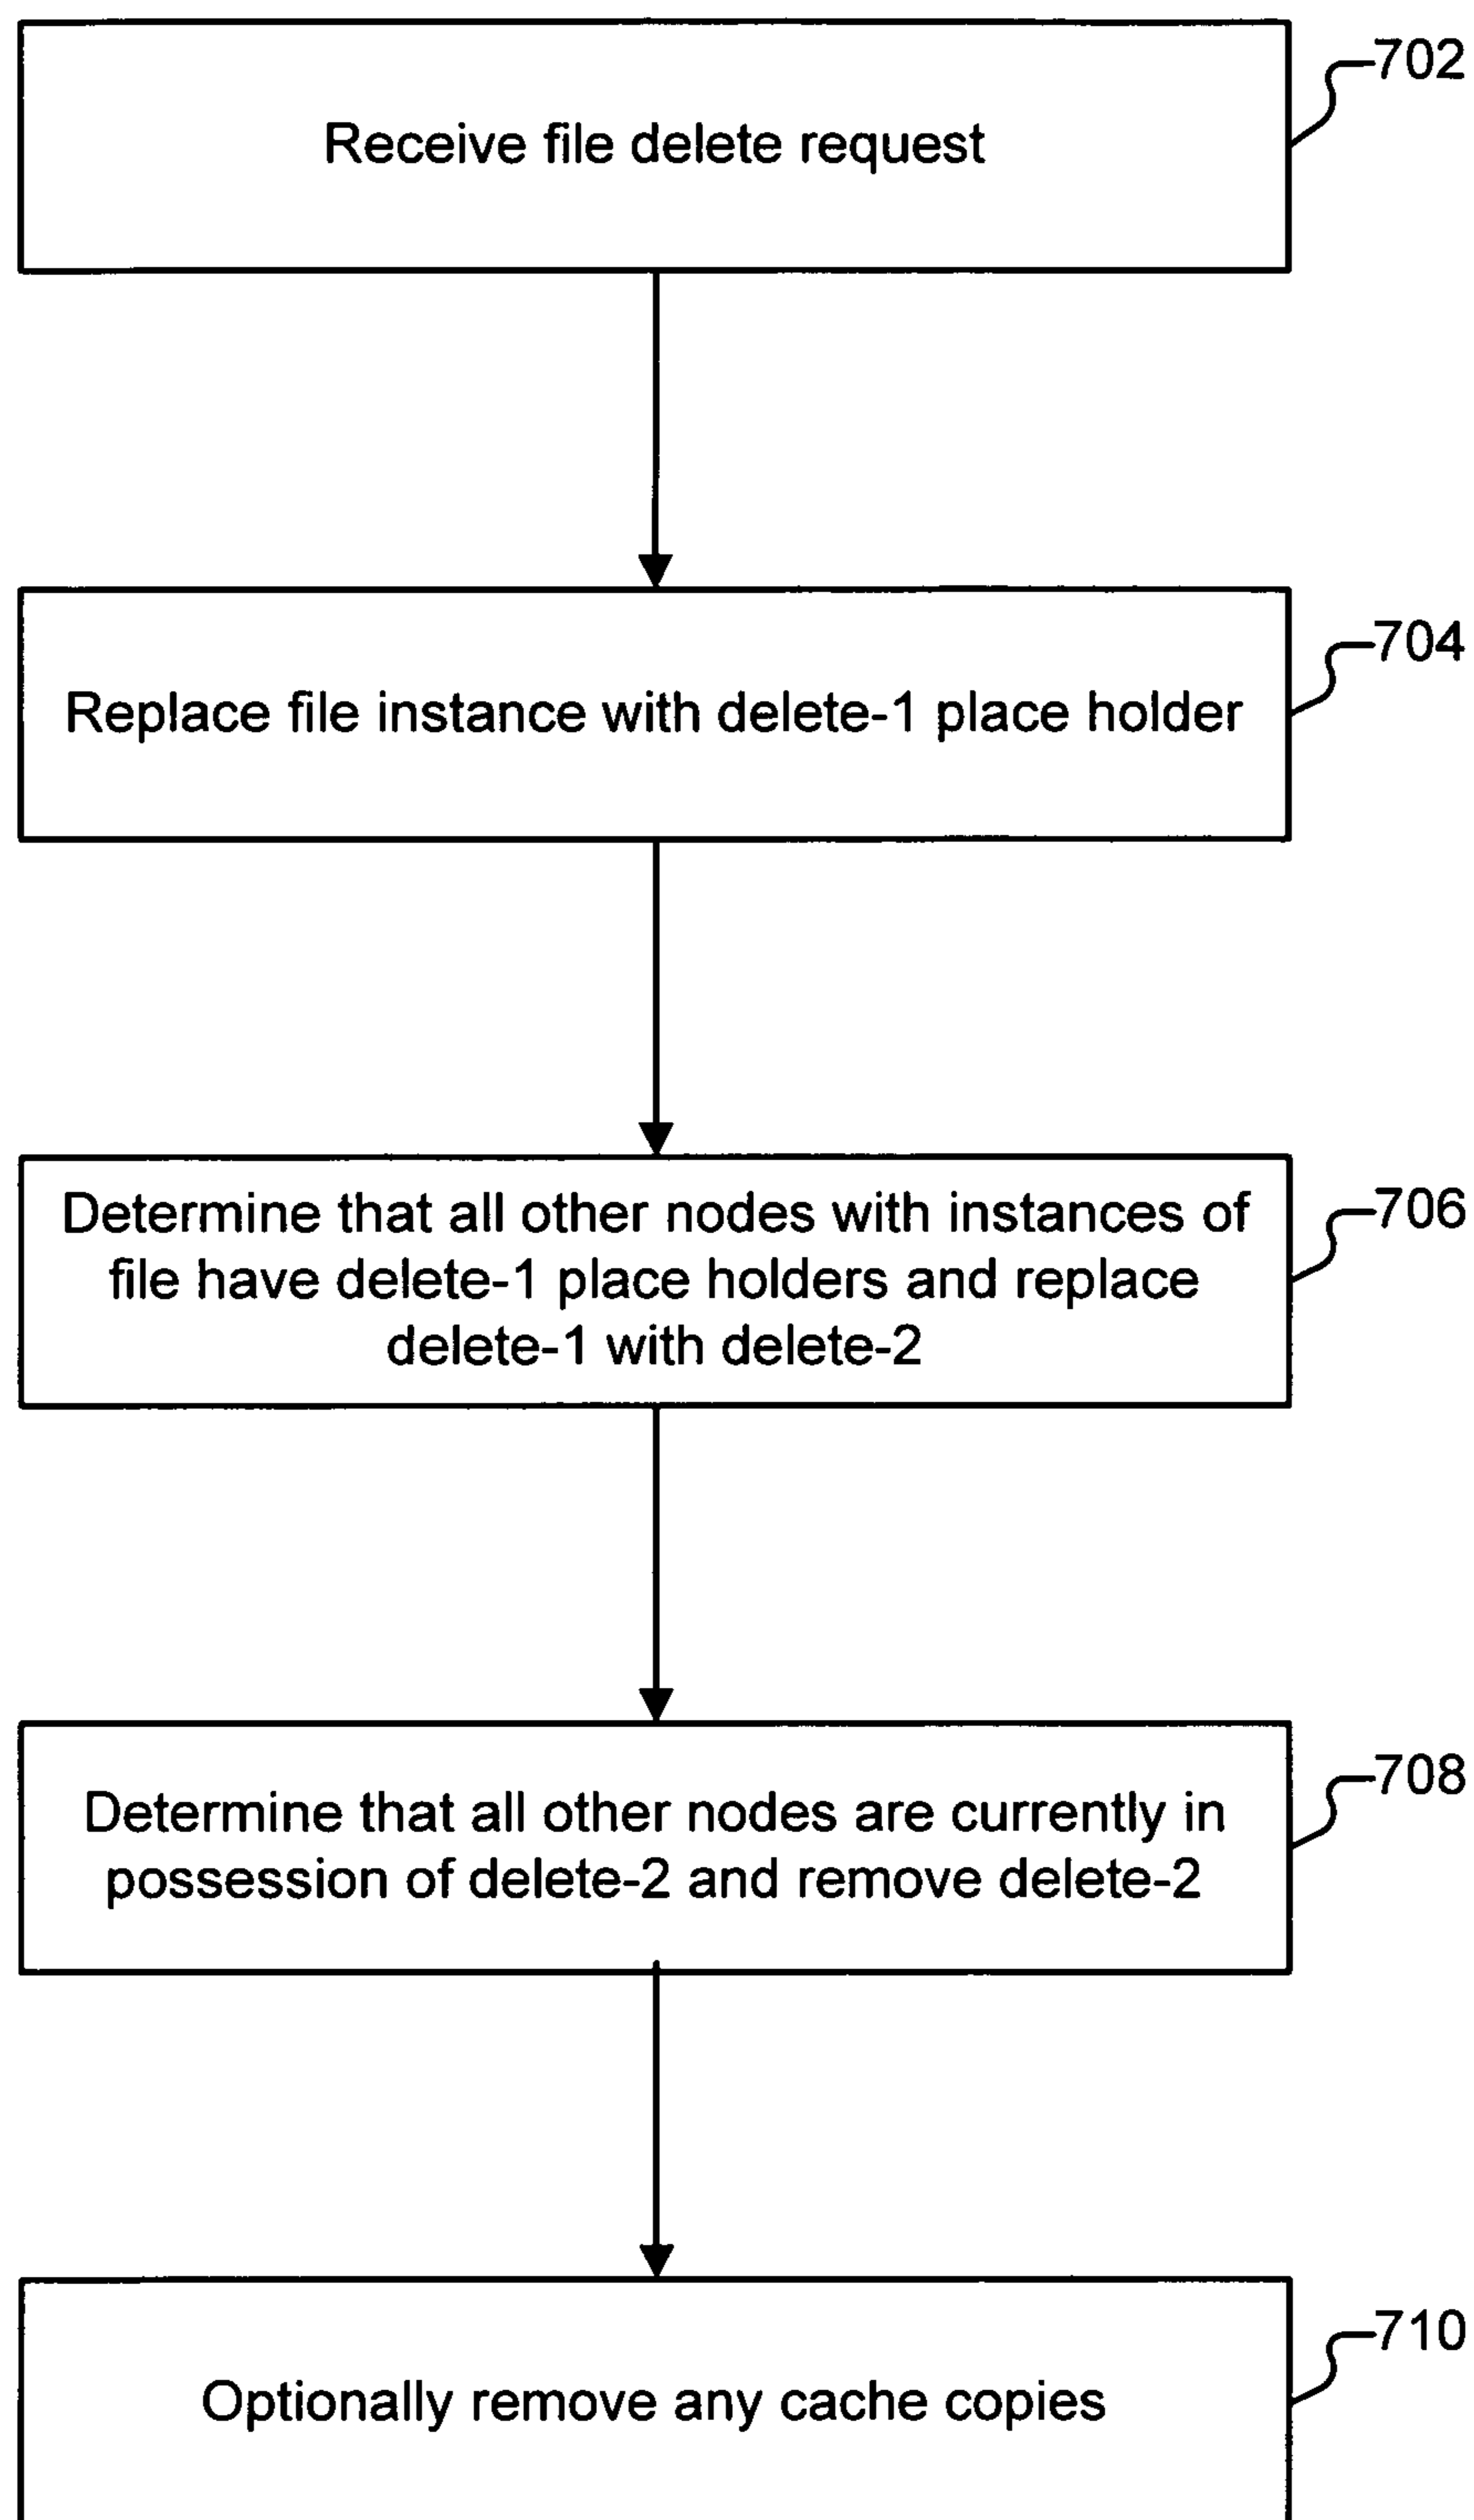 702
Receive file delete request
704
Replace file instance with delete-1 place holder
706
Determine that all other nodes with instances of
file have delete-1 place holders and replace
delete-1 with delete-2
708
Determine that all other nodes are currently in
possession of delete-2 and remove delete-2
710
Optionally remove any cache copies